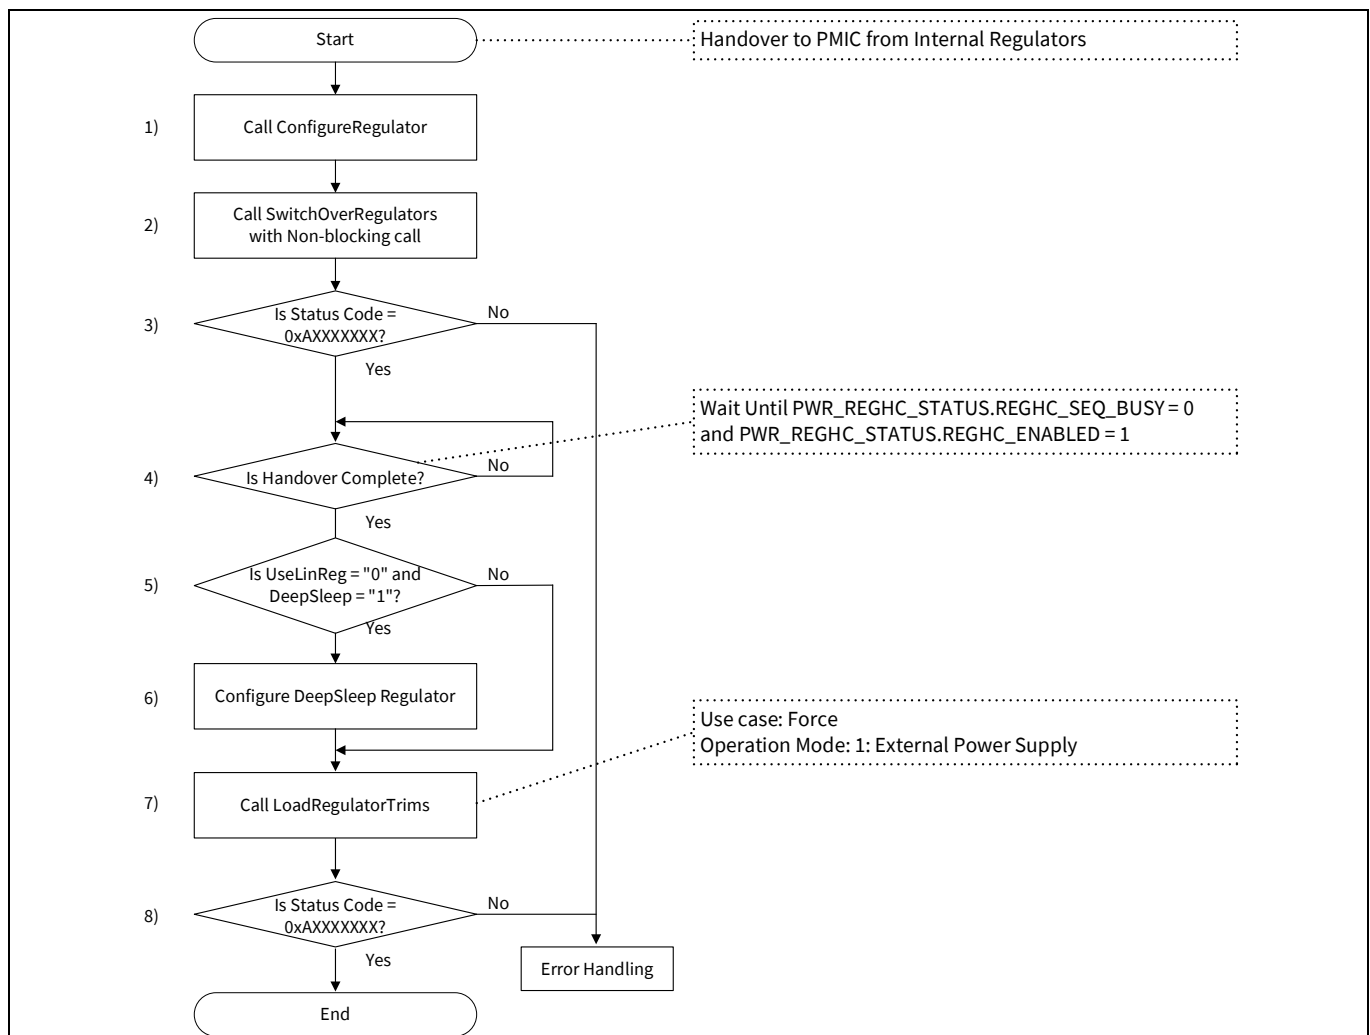 Start
Handover to PMIC from Internal Regulators
1)
Call ConfigureRegulator
2)
Call SwitchOverRegulators
with Non-blocking call
3)
Is Status Code =
0xAXXXXXXX?
No
Yes
Wait Until PWR_REGHC_STATUS.REGHC_SEQ_BUSY = 0
and PWR_REGHC_STATUS.REGHC_ENABLED = 1
4)
Is Handover Complete?
No
Yes
5)
Is UseLinReg = "0" and
DeepSleep = "1"?
No
Yes
6)
Configure DeepSleep Regulator
Use case: Force
Operation Mode: 1: External Power Supply
7)
Call LoadRegulatorTrims
8)
Is Status Code =
0xAXXXXXXX?
No
Yes
Error Handling
End